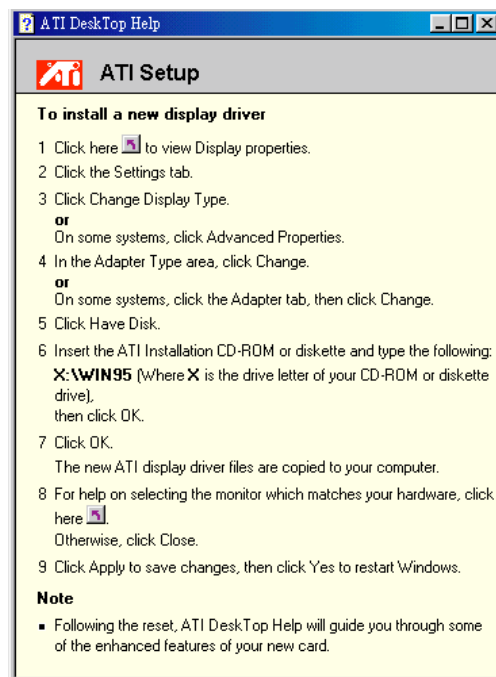 ATI DeskTop Help
ATI ATI Setup
To install a new display driver
1 Click here to view Display properties.
2 Click the Settings tab.
3 Click Change Display Type.
or
On some systems, click Advanced Properties.
4 In the Adapter Type area, click Change.
or
On some systems, click the Adapter tab, then click Change.
5 Click Have Disk.
6 Insert the ATI Installation CD-ROM or diskette and type the following:
X:\WIN95 (Where X is the drive letter of your CD-ROM or diskette
drive),
then click OK.
7 Click OK.
The new ATI display driver files are copied to your computer.
8 For help on selecting the monitor which matches your hardware, click
here .
Otherwise, click Close.
9 Click Apply to save changes, then click Yes to restart Windows.
Note
▪ Following the reset, ATI DeskTop Help will guide you through some
of the enhanced features of your new card.